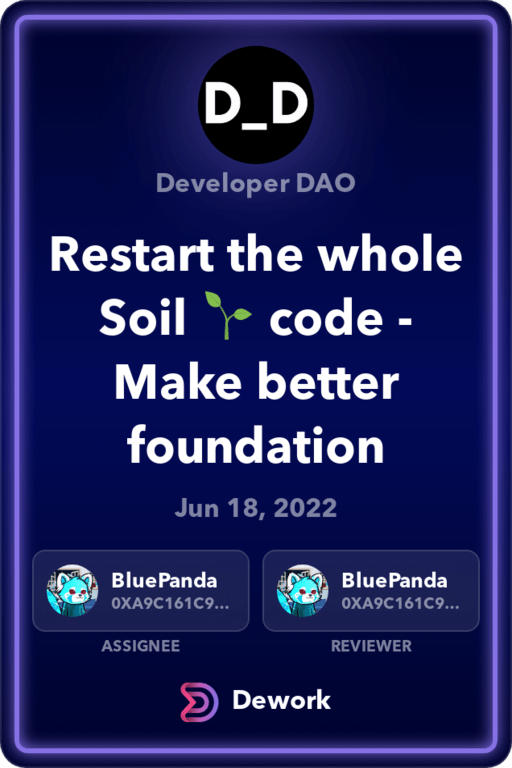 D_D
Developer DAO
Restart the whole
Soil 🌱 code -
Make better
foundation
Jun 18, 2022
BluePanda
0XA9C161C9...
ASSIGNEE
BluePanda
0XA9C161C9...
REVIEWER
Dework